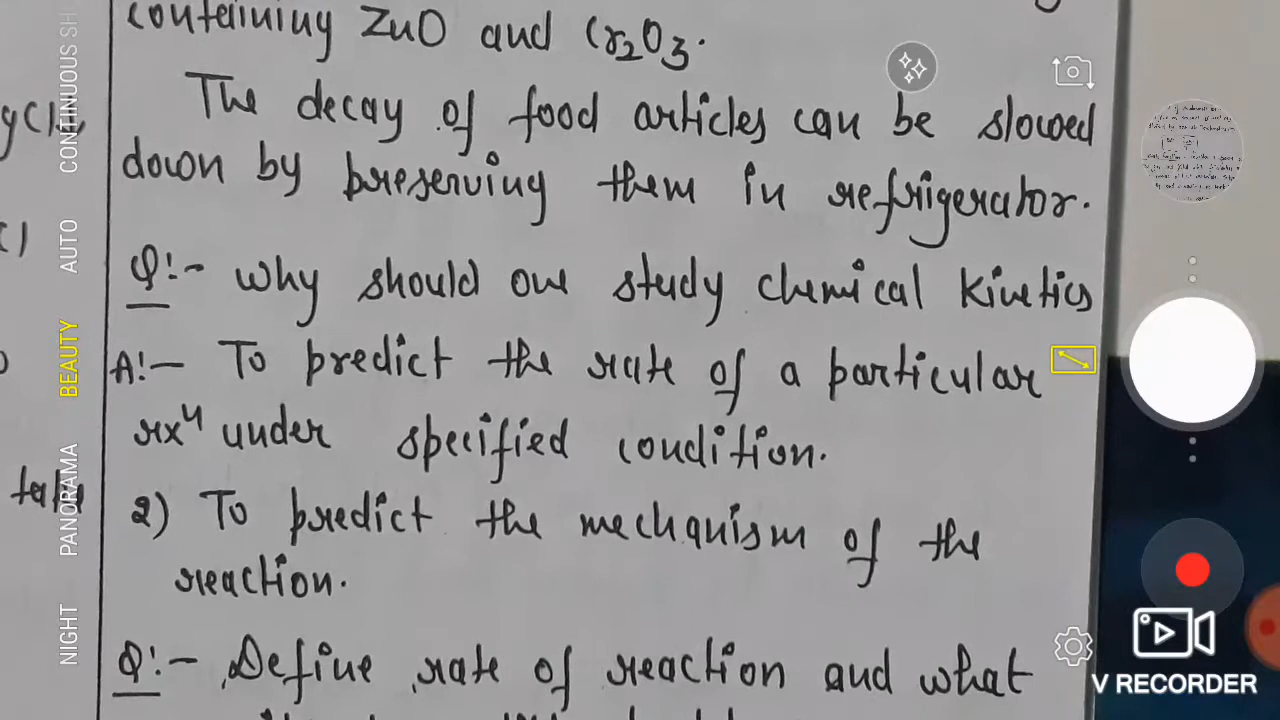 containing ZnO and Cr2O3.
The decay of food articles can be slowed
down by preserving them in refrigerator.
Q:- Why should one study chemical kinetics
A:- To predict the rate of a particular
rxn under specified condition.
2) To predict the mechanism of the
reaction.
Q:- Define rate of reaction and what
CONTINUOUS SH
AUTO
BEAUTY
PANORAMA
NIGHT
V RECORDER